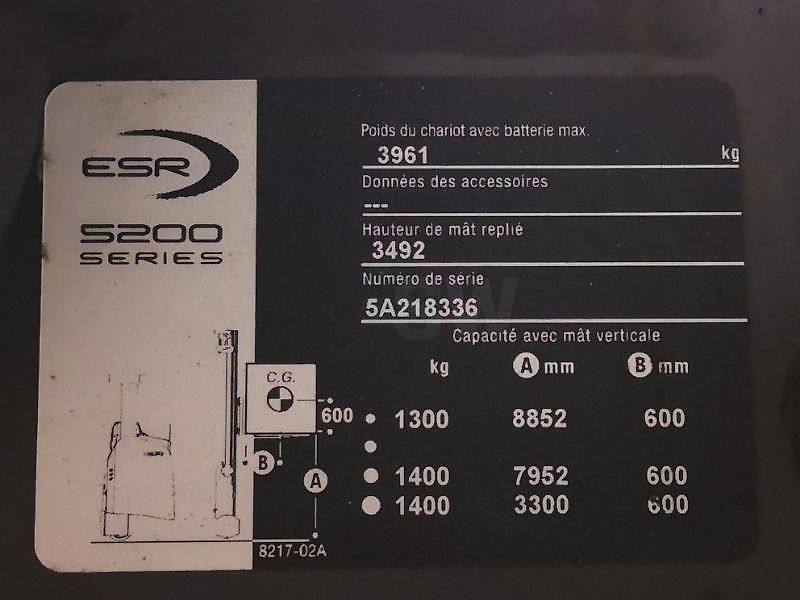 ESR
5200
SERIES
Poids du chariot avec batterie max.
3961 kg
Données des accessoires
---
Hauteur de mât replié
3492
Numéro de série
5A218336
Capacité avec mât verticale
kg A mm B mm
C.G.
600
1300 8852 600
B
1400 7952 600
A
1400 3300 600
8217-02A